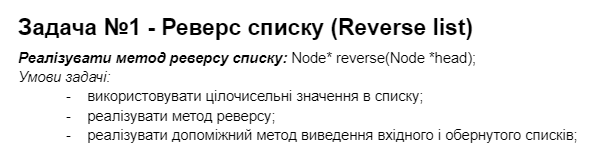 Задача №1 - Реверс списку (Reverse list)
Реалізувати метод реверсу списку: Node* reverse(Node *head);
Умови задачі:
- використовувати цілочисельні значення в списку;
- реалізувати метод реверсу;
- реалізувати допоміжний метод виведення вхідного і обернутого списків;